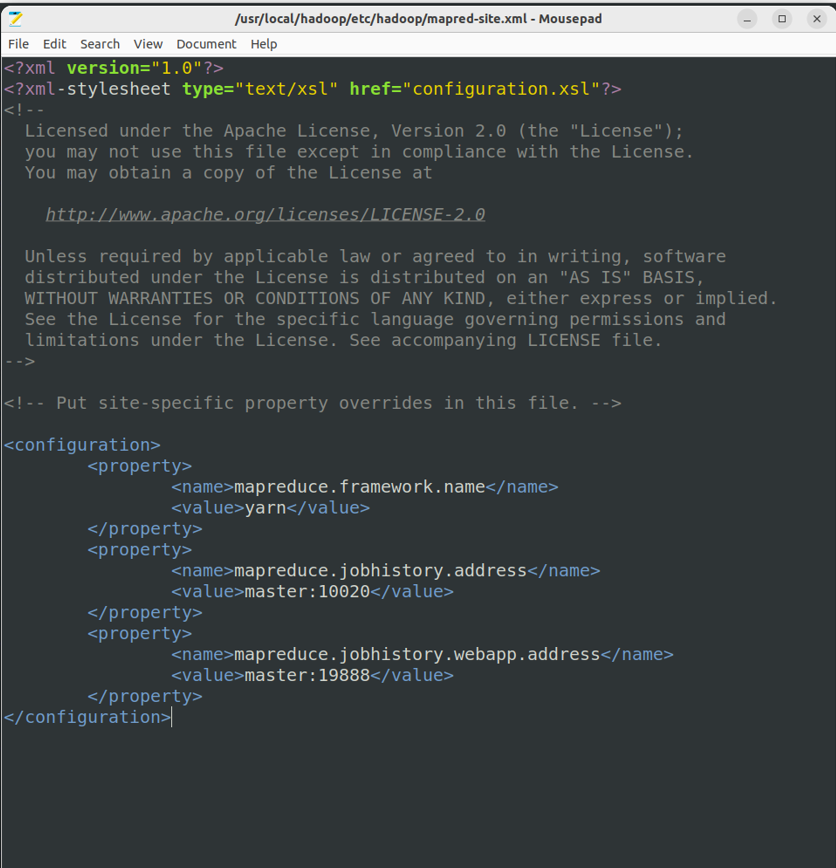 /usr/local/hadoop/etc/hadoop/mapred-site.xml - Mousepad
File Edit Search View Document Help
<?xml version="1.0"?>
<?xml-stylesheet type="text/xsl" href="configuration.xsl"?>
<!--
  Licensed under the Apache License, Version 2.0 (the "License");
  you may not use this file except in compliance with the License.
  You may obtain a copy of the License at

    http://www.apache.org/licenses/LICENSE-2.0

  Unless required by applicable law or agreed to in writing, software
  distributed under the License is distributed on an "AS IS" BASIS,
  WITHOUT WARRANTIES OR CONDITIONS OF ANY KIND, either express or implied.
  See the License for the specific language governing permissions and
  limitations under the License. See accompanying LICENSE file.
-->

<!-- Put site-specific property overrides in this file. -->

<configuration>
        <property>
                <name>mapreduce.framework.name</name>
                <value>yarn</value>
        </property>
        <property>
                <name>mapreduce.jobhistory.address</name>
                <value>master:10020</value>
        </property>
        <property>
                <name>mapreduce.jobhistory.webapp.address</name>
                <value>master:19888</value>
        </property>
</configuration>